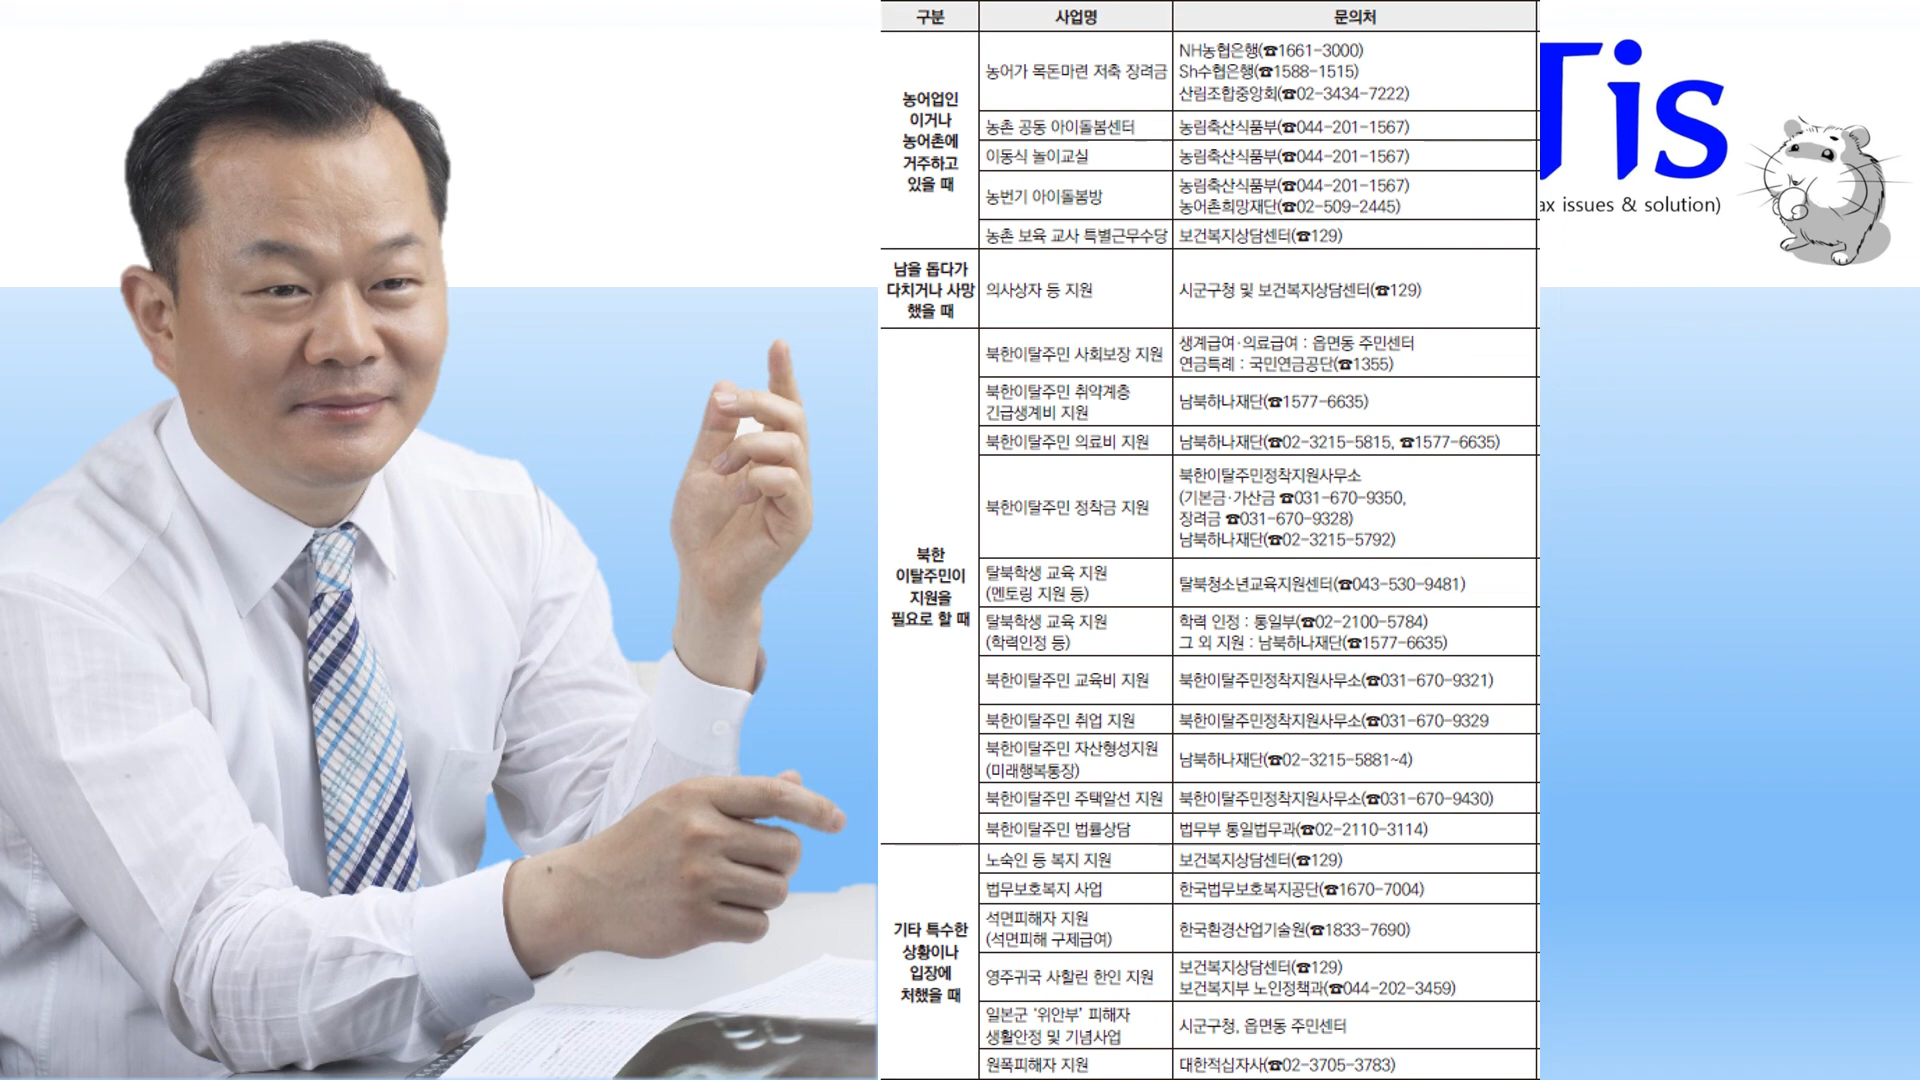 구분 사업명 문의처
농어업인
이거나
농어촌에
거주하고
있을 때
농어가 목돈마련 저축 장려금
NH농협은행(☎1661-3000)
Sh수협은행(☎1588-1515)
산림조합중앙회(☎02-3434-7222)
농촌 공동 아이돌봄센터 농림축산식품부(☎044-201-1567)
이동식 놀이교실 농림축산식품부(☎044-201-1567)
농번기 아이돌봄방
농림축산식품부(☎044-201-1567)
농어촌희망재단(☎02-509-2445)
농촌 보육 교사 특별근무수당 보건복지상담센터(☎129)
남을 돕다가
다치거나 사망
했을 때
의사상자 등 지원 시군구청 및 보건복지상담센터(☎129)
북한
이탈주민이
지원을
필요로 할 때
북한이탈주민 사회보장 지원
생계급여·의료급여 : 읍면동 주민센터
연금특례 : 국민연금공단(☎1355)
북한이탈주민 취약계층
긴급생계비 지원
남북하나재단(☎1577-6635)
북한이탈주민 의료비 지원 남북하나재단(☎02-3215-5815, ☎1577-6635)
북한이탈주민 정착금 지원
북한이탈주민정착지원사무소
(기본금·가산금 ☎031-670-9350,
장려금 ☎031-670-9328)
남북하나재단(☎02-3215-5792)
탈북학생 교육 지원
(멘토링 지원 등)
탈북청소년교육지원센터(☎043-530-9481)
탈북학생 교육 지원
(학력인정 등)
학력 인정 : 통일부(☎02-2100-5784)
그 외 지원 : 남북하나재단(☎1577-6635)
북한이탈주민 교육비 지원 북한이탈주민정착지원사무소(☎031-670-9321)
북한이탈주민 취업 지원 북한이탈주민정착지원사무소(☎031-670-9329
북한이탈주민 자산형성지원
(미래행복통장)
남북하나재단(☎02-3215-5881~4)
북한이탈주민 주택알선 지원 북한이탈주민정착지원사무소(☎031-670-9430)
북한이탈주민 법률상담 법무부 통일법무과(☎02-2110-3114)
기타 특수한
상황이나
입장에
처했을 때
노숙인 등 복지 지원 보건복지상담센터(☎129)
법무보호복지 사업 한국법무보호복지공단(☎1670-7004)
석면피해자 지원
(석면피해 구제급여)
한국환경산업기술원(☎1833-7690)
영주귀국 사할린 한인 지원
보건복지상담센터(☎129)
보건복지부 노인정책과(☎044-202-3459)
일본군 ‘위안부’ 피해자
생활안정 및 기념사업
시군구청, 읍면동 주민센터
원폭피해자 지원 대한적십자사(☎02-3705-3783)
Tis
ax issues & solution)